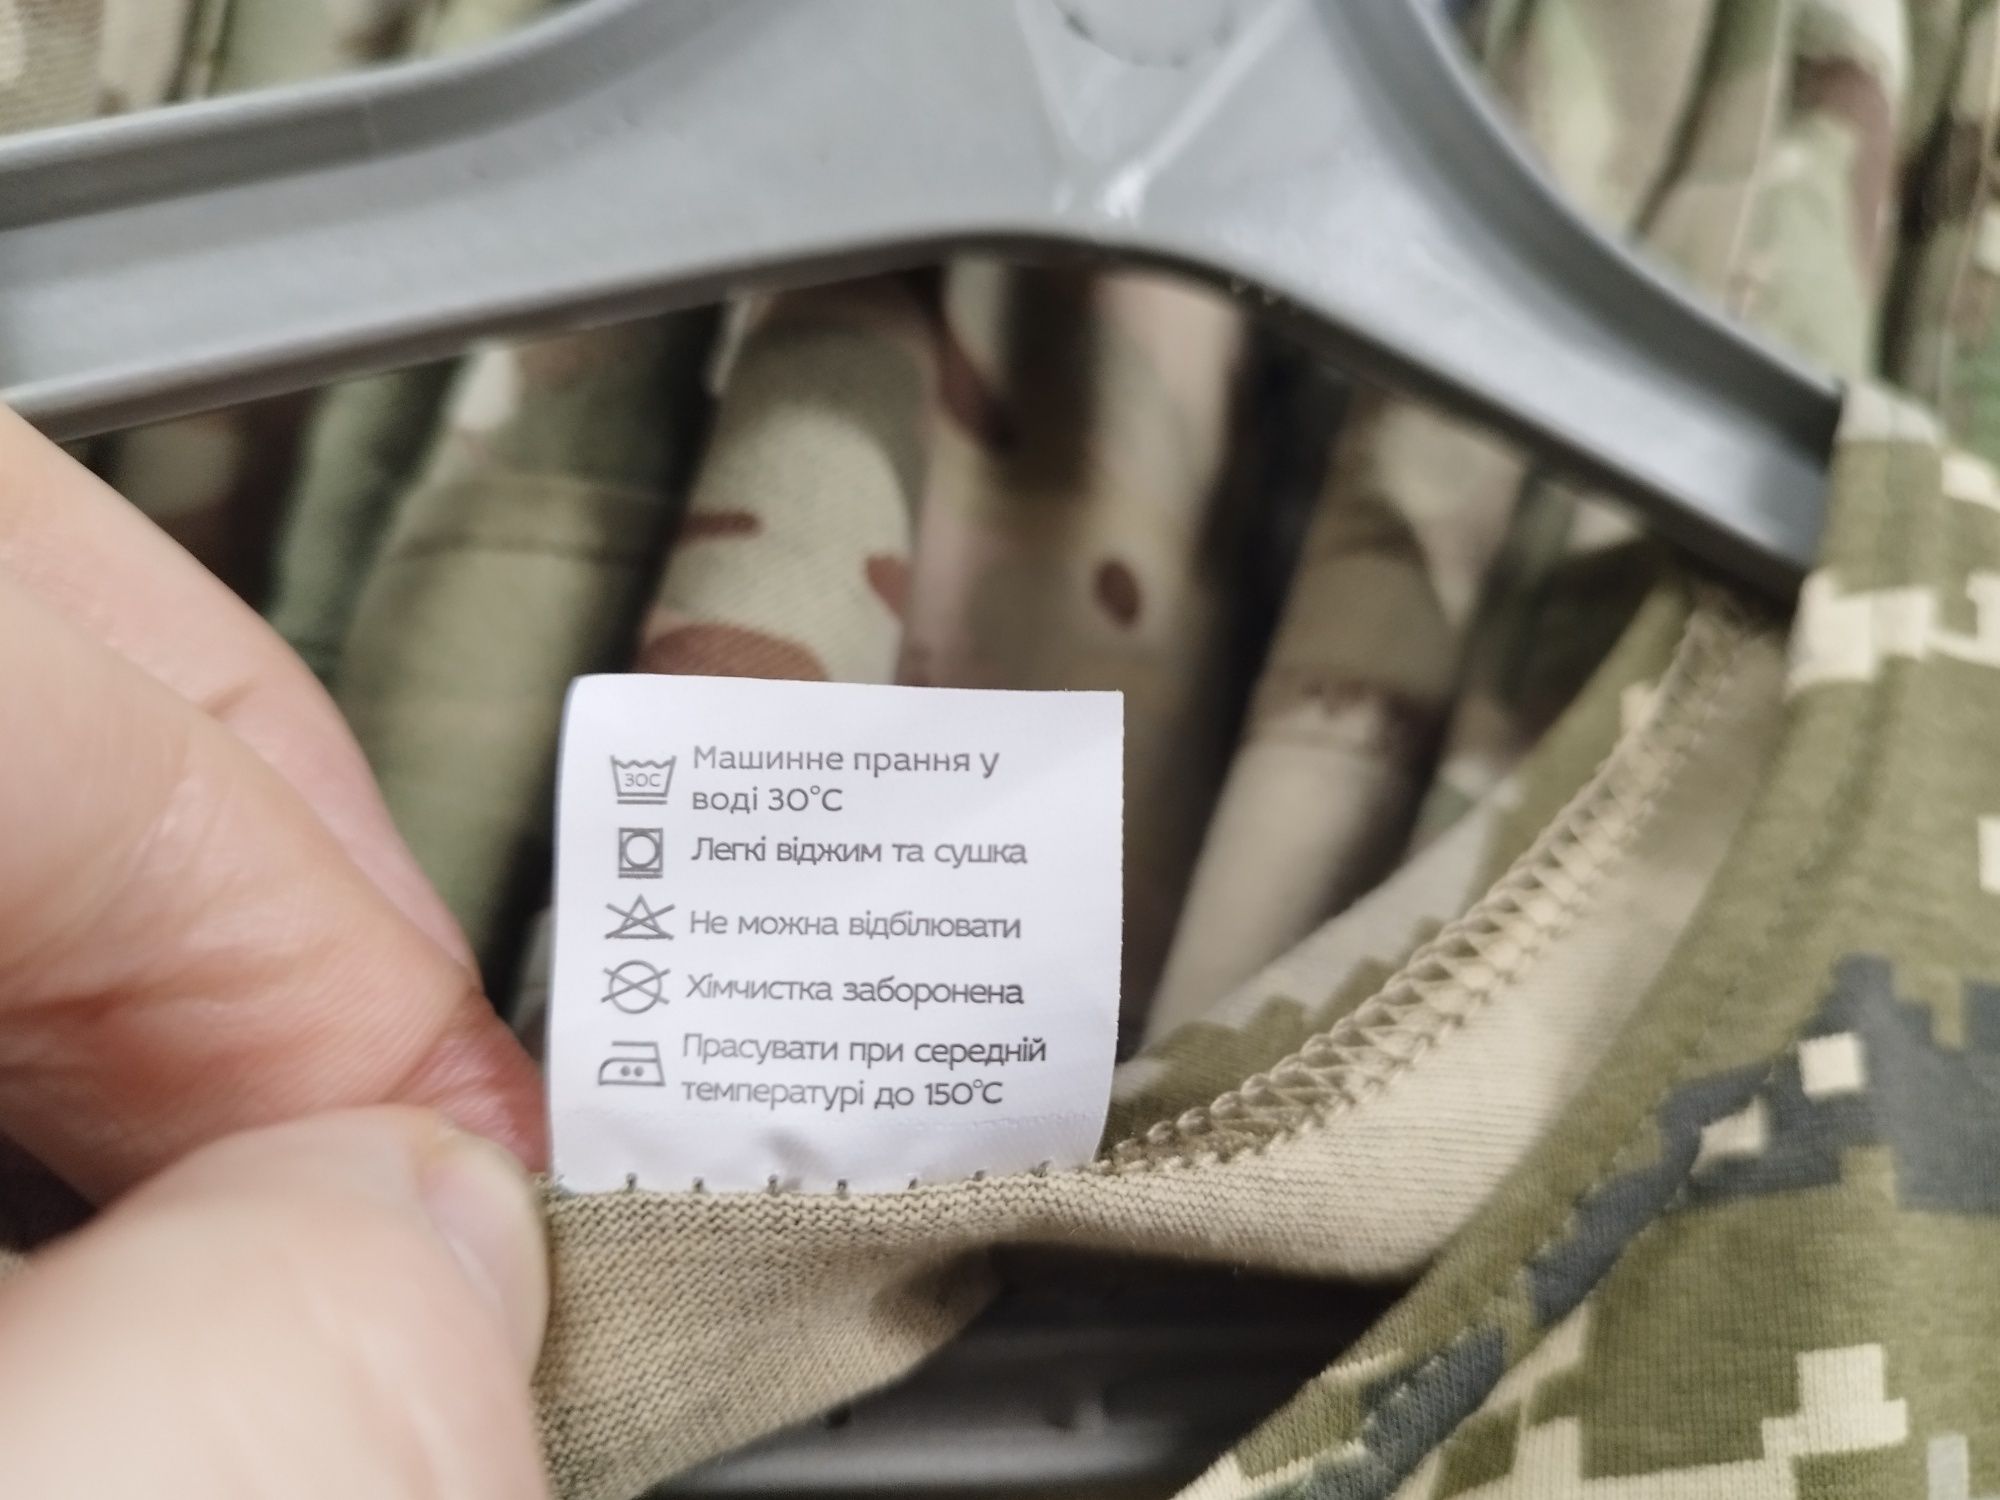 Машинне прання у
30C
воді 30°C
Легкі віджим та сушка
Не можна відбілювати
Хімчистка заборонена
Прасувати при середній
температурі до 150°C